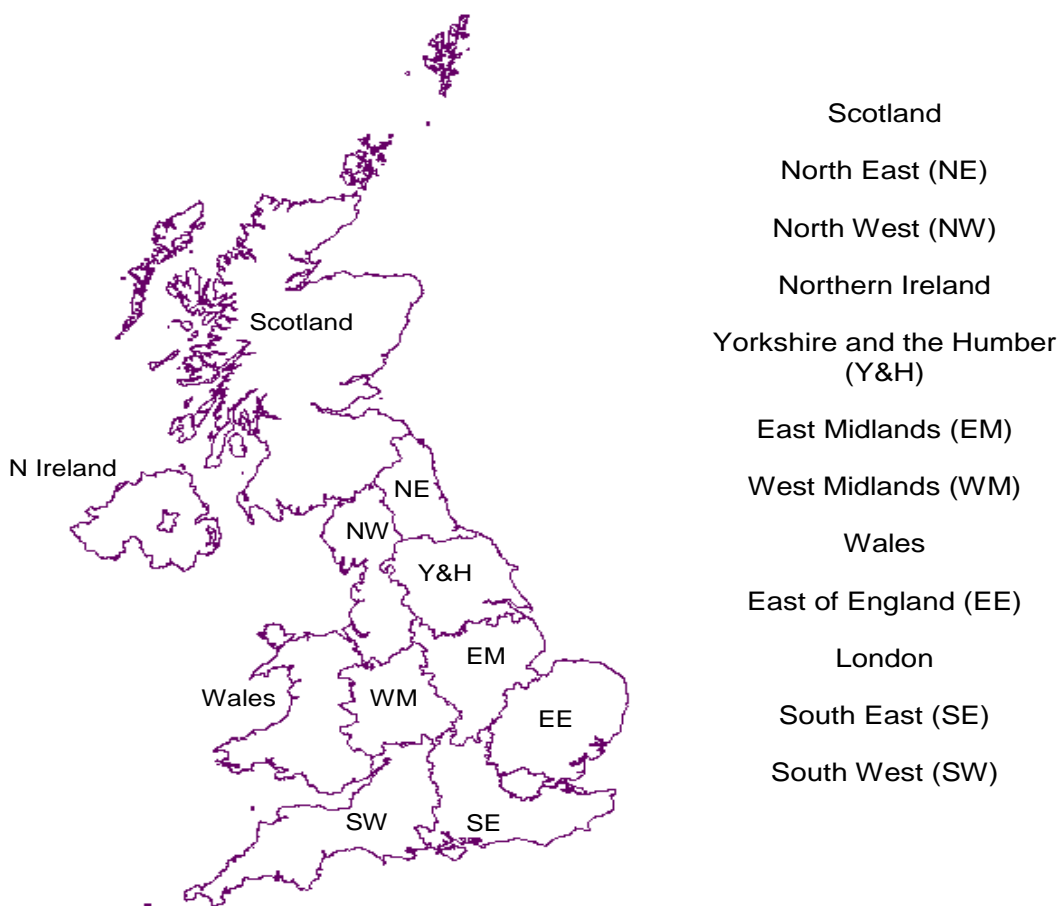 Scotland
N Ireland
NE
NW
Y&H
EM
Wales
WM
EE
SW
SE
Scotland
North East (NE)
North West (NW)
Northern Ireland
Yorkshire and the Humber
(Y&H)
East Midlands (EM)
West Midlands (WM)
Wales
East of England (EE)
London
South East (SE)
South West (SW)